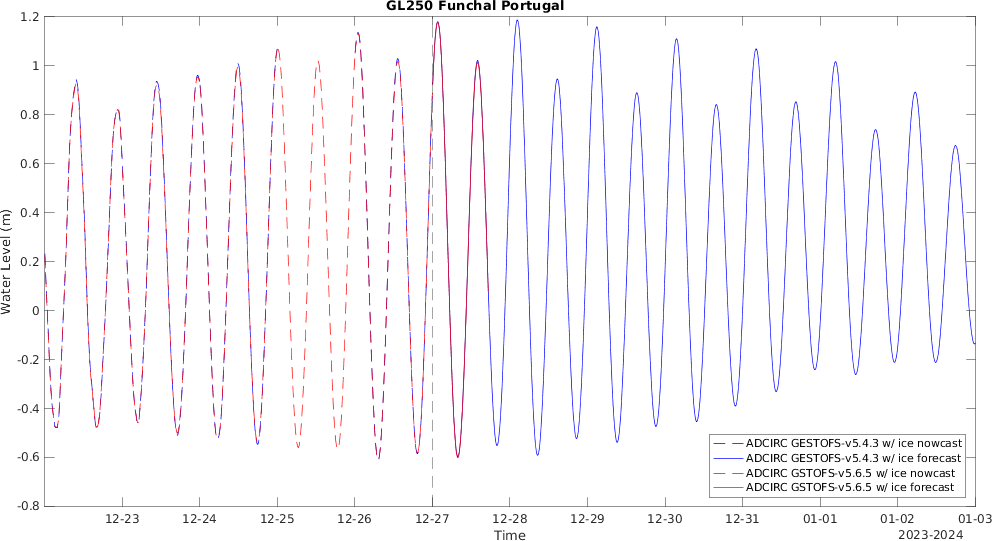 GL250 Funchal Portugal
1.2
1
0.8
0.6
0.4
0.2
0
-0.2
-0.4
-0.6
-0.8
Water Level (m)
12-23 12-24 12-25 12-26 12-27 12-28 12-29 12-30 12-31 01-01 01-02 01-03
Time
2023-2024
ADCIRC GESTOFS-v5.4.3 w/ ice nowcast
ADCIRC GESTOFS-v5.4.3 w/ ice forecast
ADCIRC GSTOFS-v5.6.5 w/ ice nowcast
ADCIRC GSTOFS-v5.6.5 w/ ice forecast